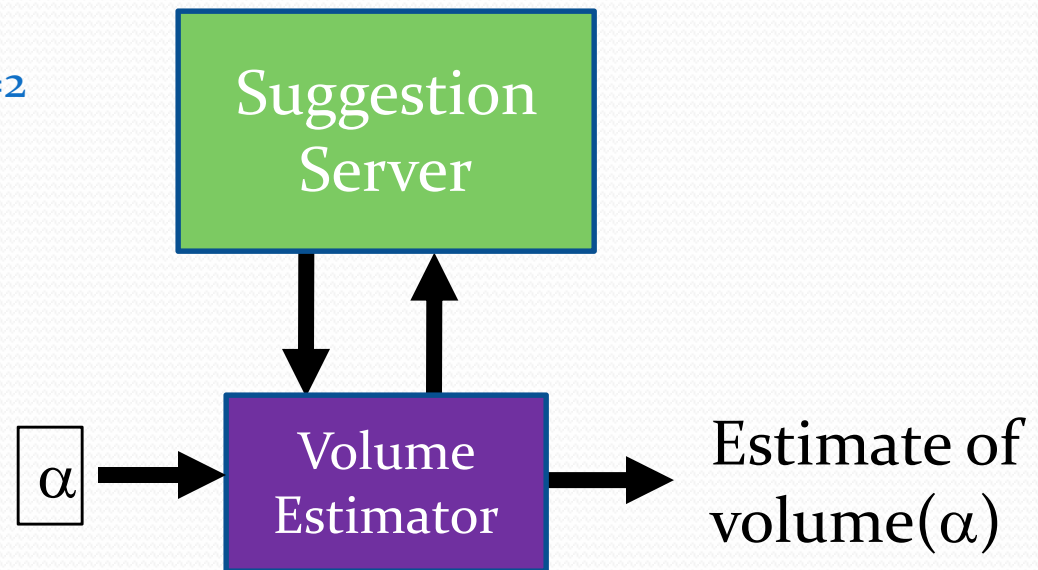 Suggestion
Server
Volume
Estimator
α
Estimate of
volume(α)